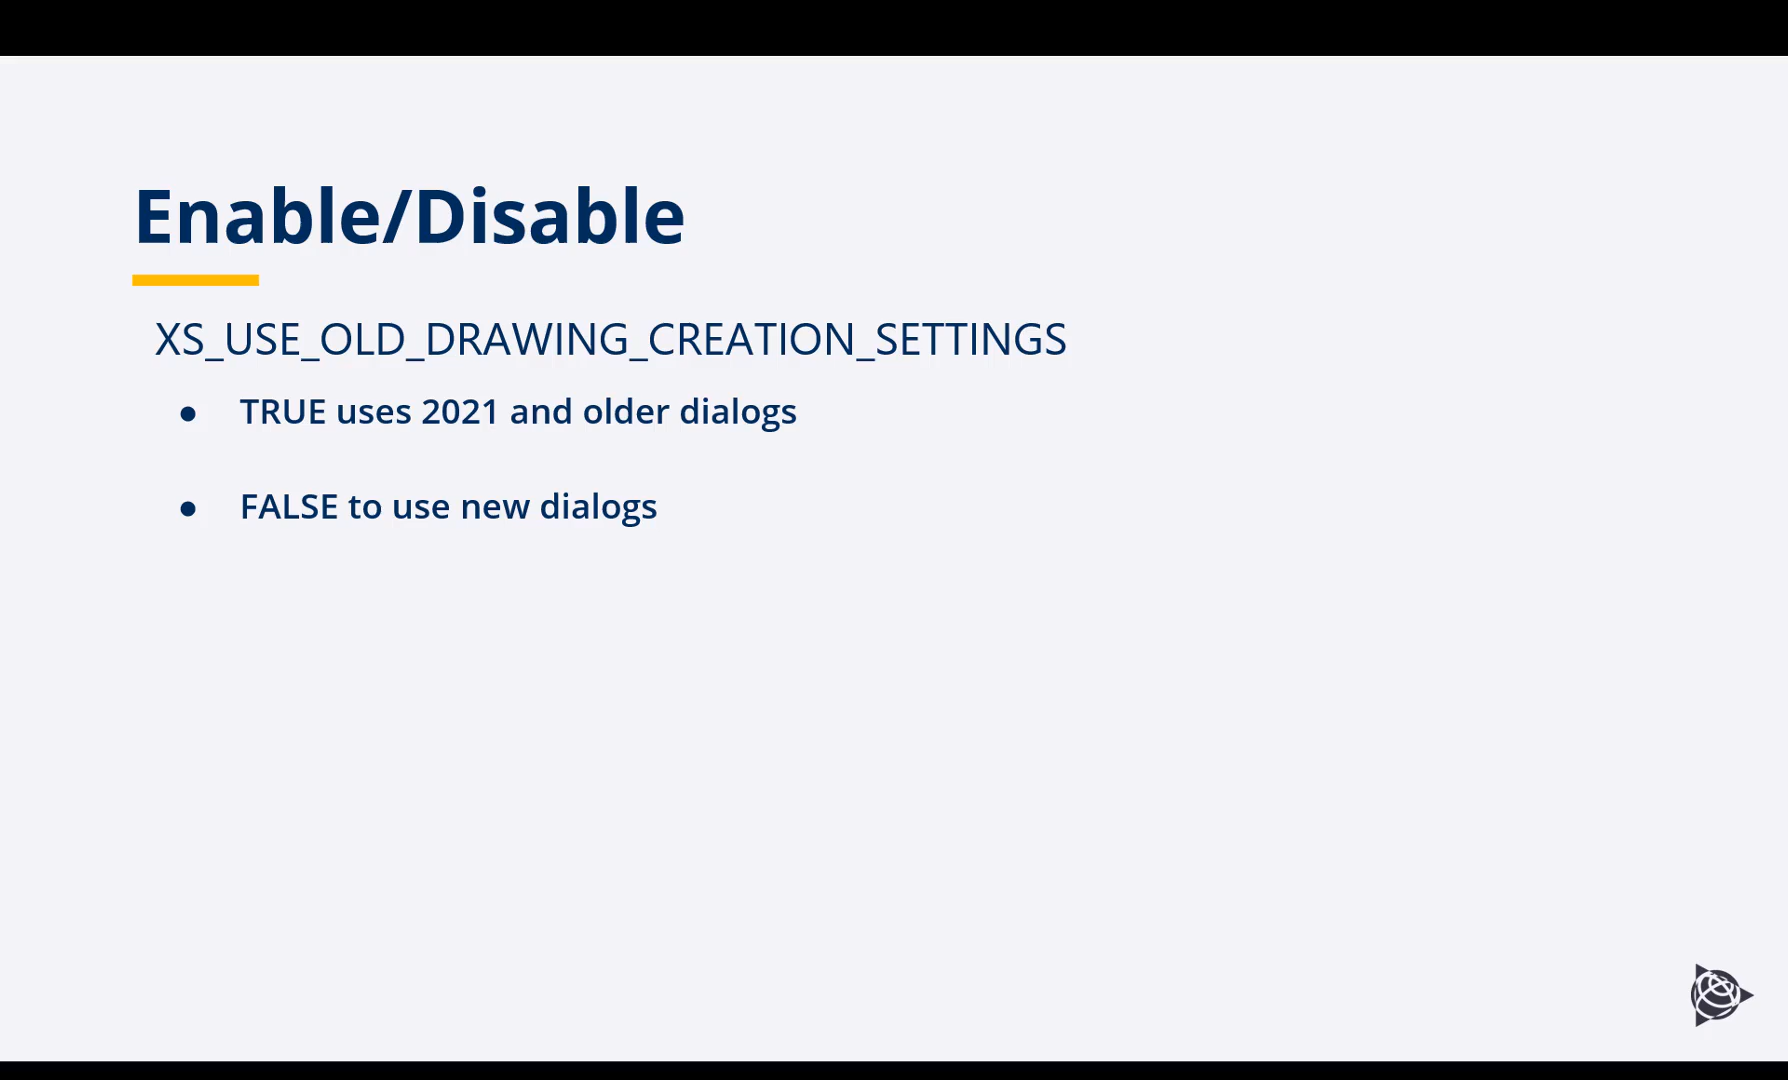 Enable/Disable
XS_USE_OLD_DRAWING_CREATION_SETTINGS
● TRUE uses 2021 and older dialogs
● FALSE to use new dialogs